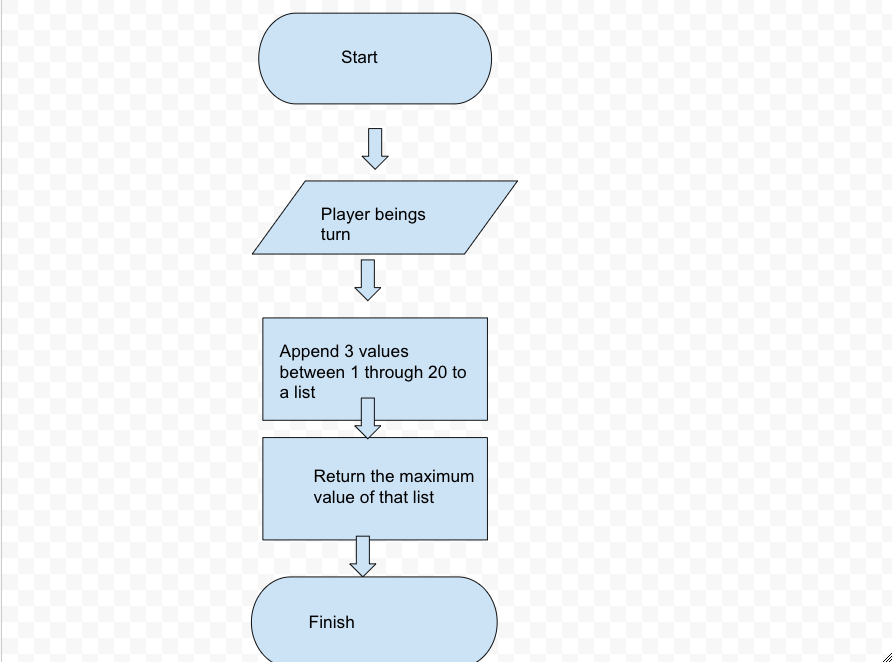 Start
Player beings
turn
Append 3 values
between 1 through 20 to
a list
Return the maximum
value of that list
Finish